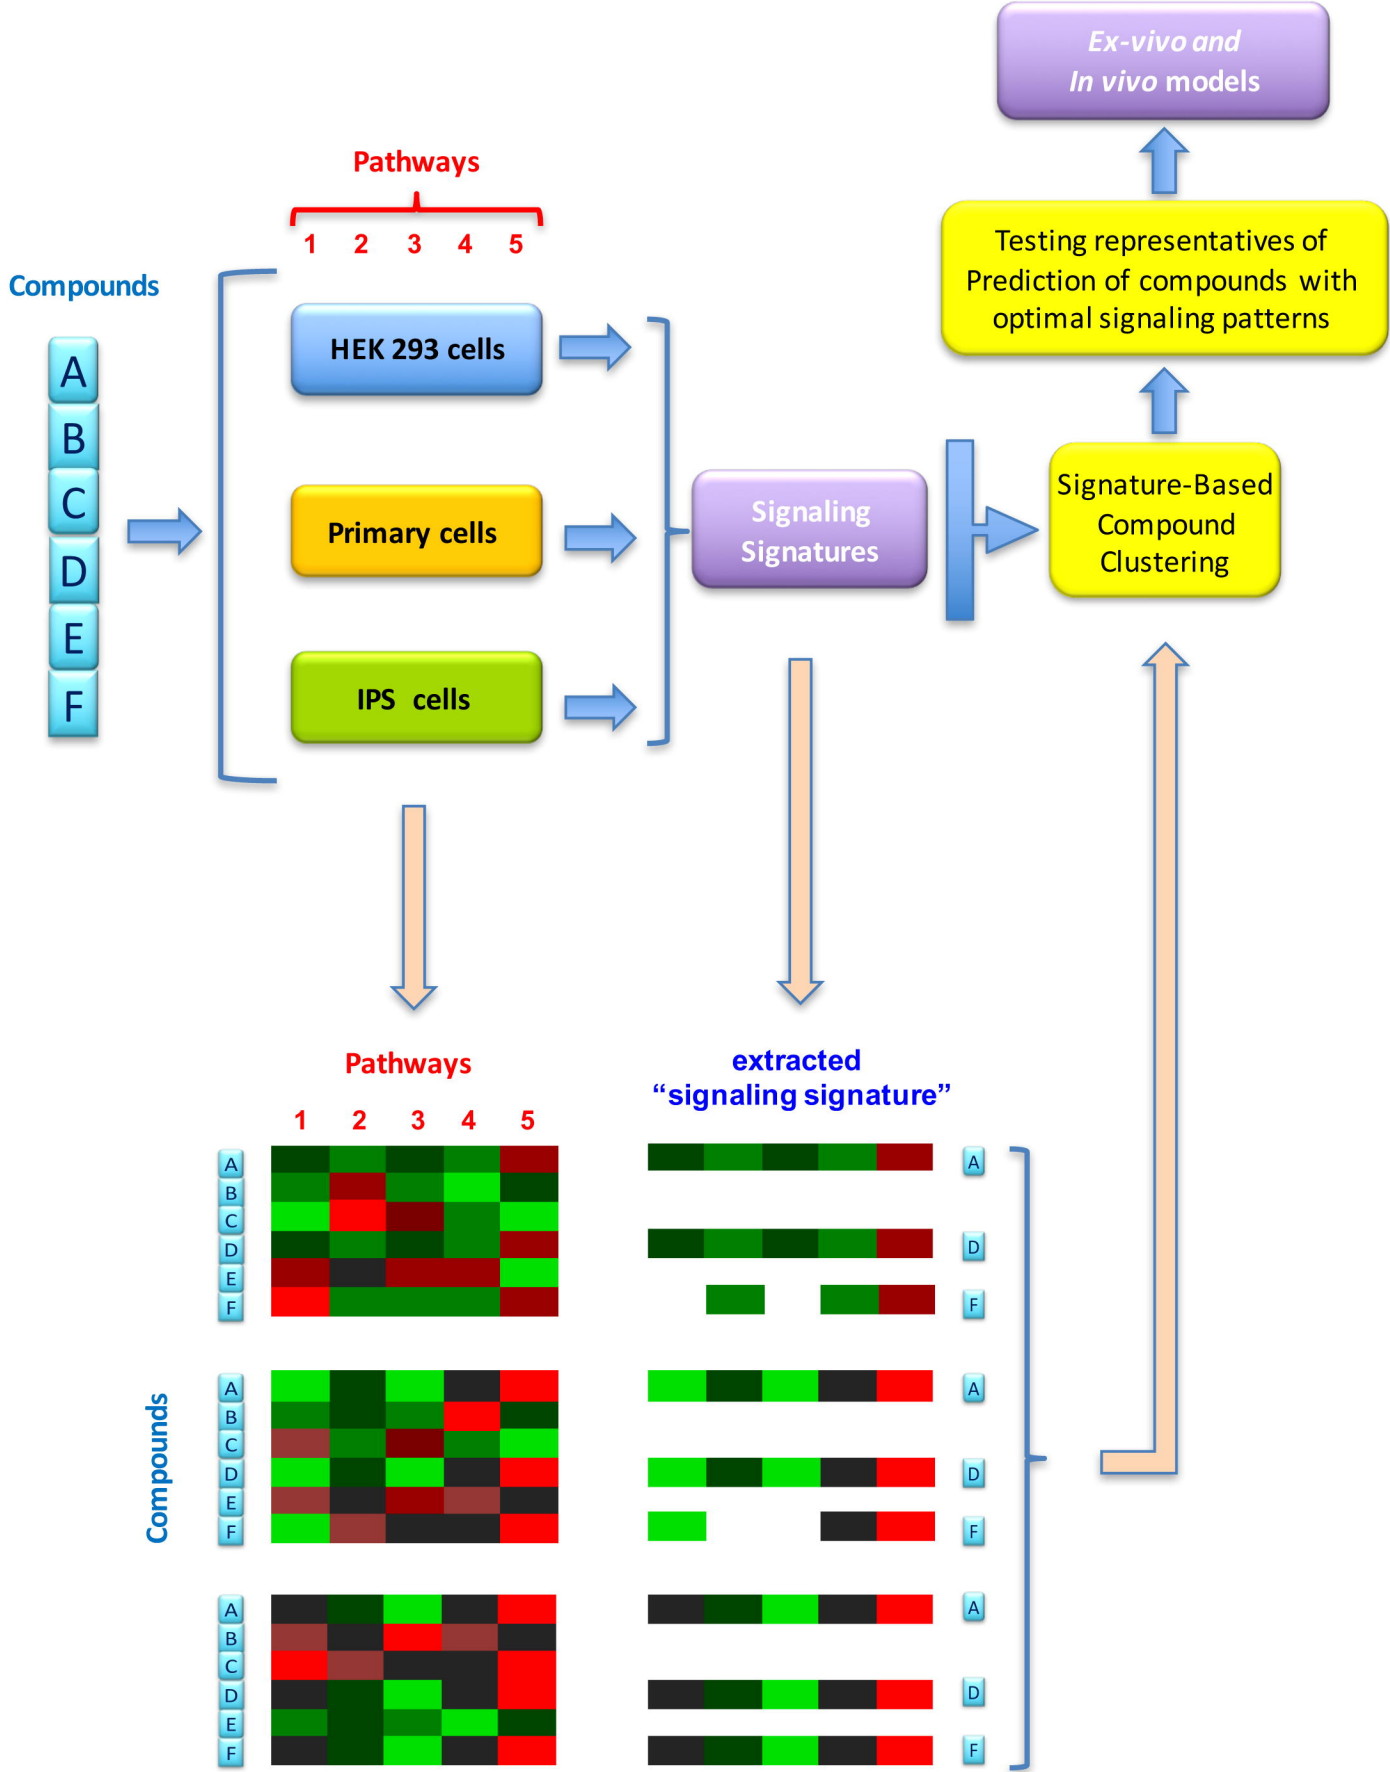 Ex-vivo and
In vivo models
Pathways
1 2 3 4 5
Testing representatives of
Prediction of compounds with
optimal signaling patterns
Compounds
A
B
C
D
E
F
HEK 293 cells
Primary cells
IPS cells
Signaling
Signatures
Signature-Based
Compound
Clustering
Pathways
1 2 3 4 5
extracted
“signaling signature”
Compounds
A
B
C
D
E
F
A
D
F
A
B
C
D
E
F
A
D
F
A
B
C
D
E
F
A
D
F